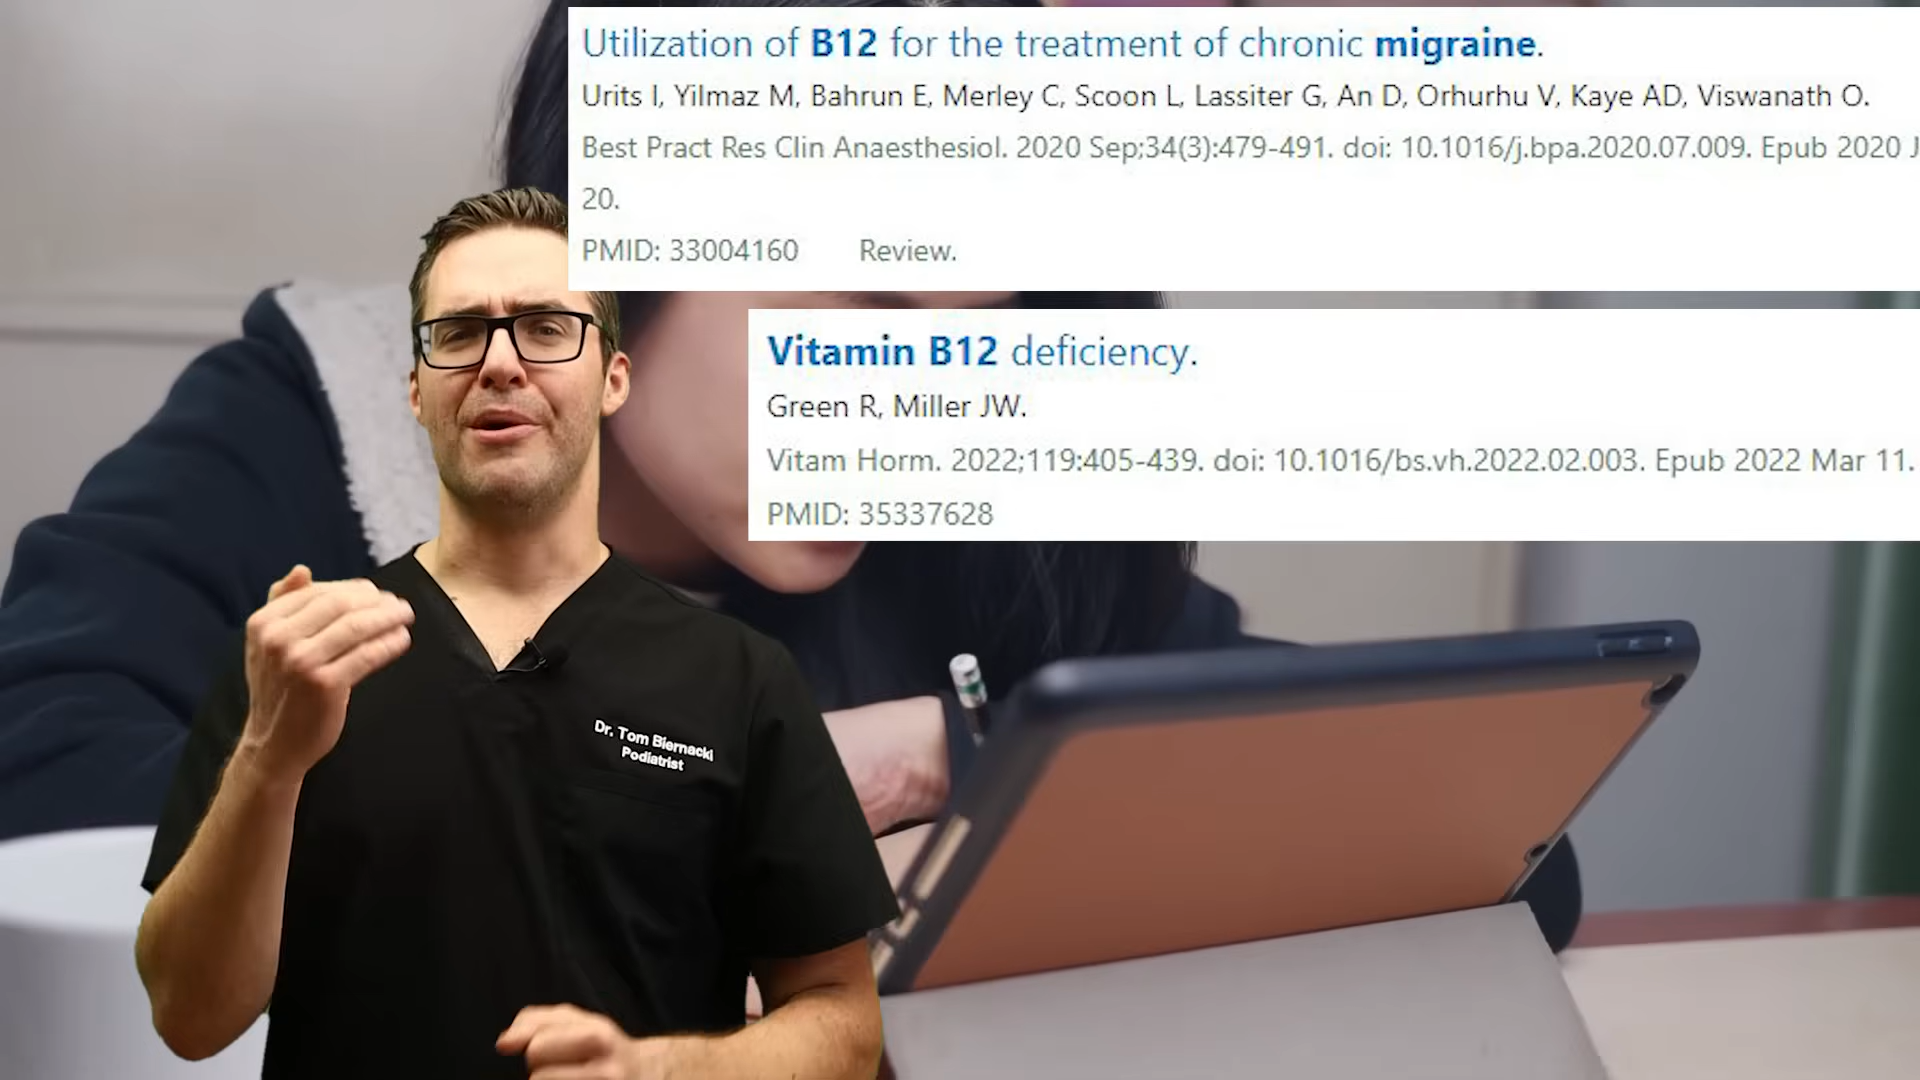 Utilization of B12 for the treatment of chronic migraine.
Urits I, Yilmaz M, Bahrun E, Merley C, Scoon L, Lassiter G, An D, Orhurhu V, Kaye AD, Viswanath O.
Best Pract Res Clin Anaesthesiol. 2020 Sep;34(3):479-491. doi: 10.1016/j.bpa.2020.07.009. Epub 2020 J
20.
PMID: 33004160 Review.
Vitamin B12 deficiency.
Green R, Miller JW.
Vitam Horm. 2022;119:405-439. doi: 10.1016/bs.vh.2022.02.003. Epub 2022 Mar 11.
PMID: 35337628
Dr. Tom Biernacki
Podiatrist